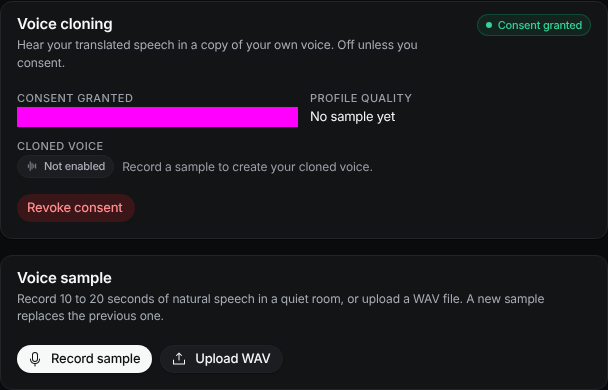 Voice cloning
Consent granted
Hear your translated speech in a copy of your own voice. Off unless you
consent.
CONSENT GRANTED
PROFILE QUALITY
No sample yet
CLONED VOICE
Not enabled
Record a sample to create your cloned voice.
Revoke consent
Voice sample
Record 10 to 20 seconds of natural speech in a quiet room, or upload a WAV file. A new sample
replaces the previous one.
Record sample
Upload WAV